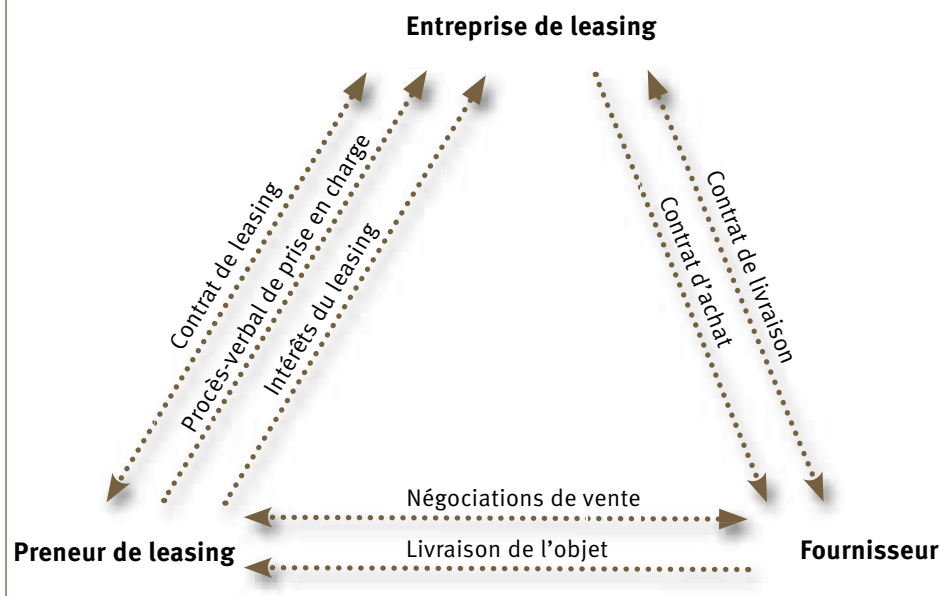 Entreprise de leasing
Contrat de leasing
Procès-verbal de prise en charge
Intérêts du leasing
Contrat d'achat
Contrat de livraison
Négociations de vente
Preneur de leasing
Livraison de l'objet
Fournisseur